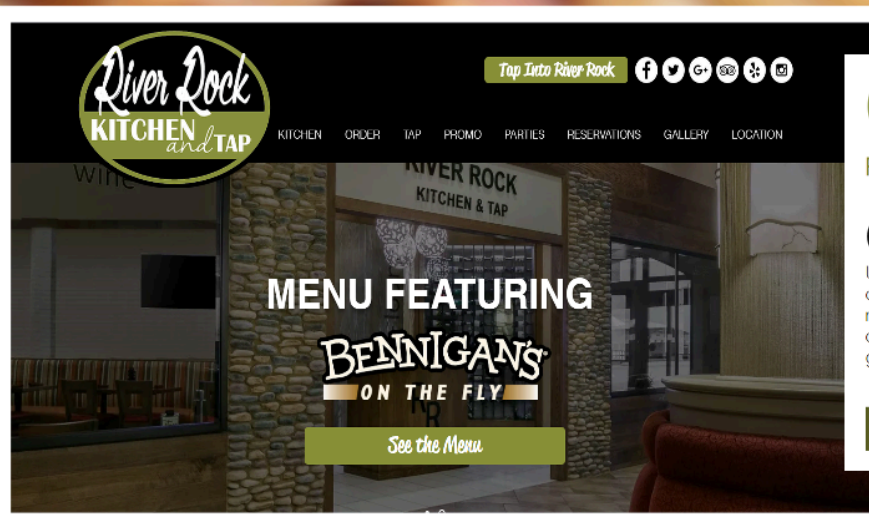 River Rock
KITCHEN and TAP
Tap Into River Rock
KITCHEN ORDER TAP PROMO PARTIES RESERVATIONS GALLERY LOCATION
RIVER ROCK
KITCHEN & TAP
MENU FEATURING
BENNIGAN'S
ON THE FLY
RR
See the Menu